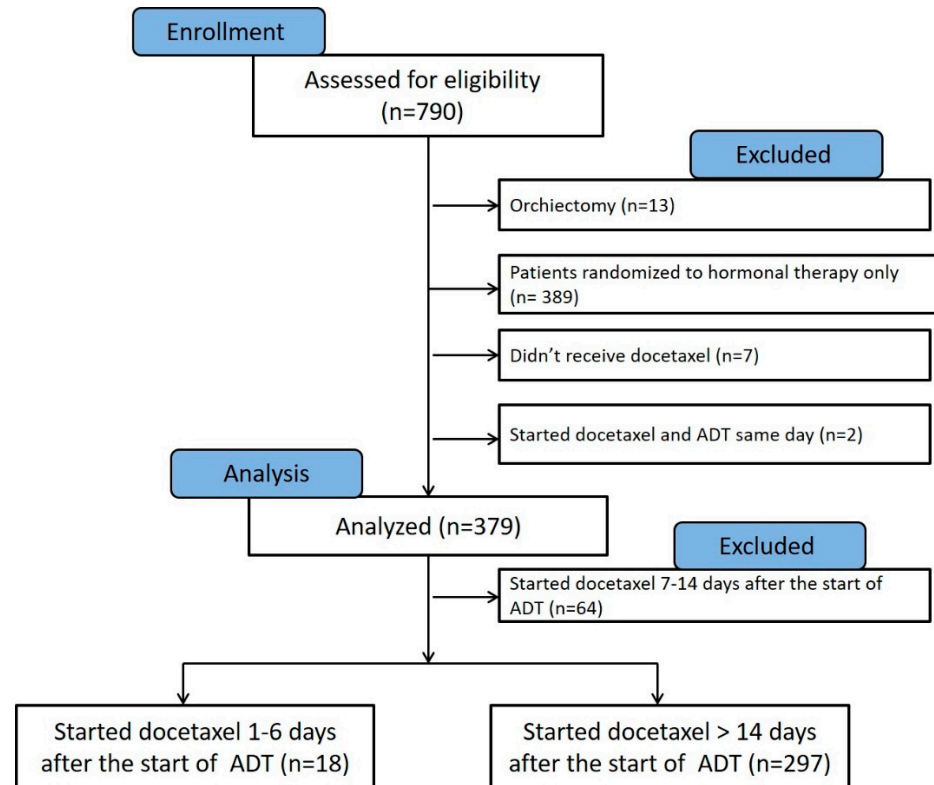 Enrollment
Assessed for eligibility
(n=790)
Excluded
Orchiectomy (n=13)
Patients randomized to hormonal therapy only
(n= 389)
Didn't receive docetaxel (n=7)
Started docetaxel and ADT same day (n=2)
Analysis
Analyzed (n=379)
Excluded
Started docetaxel 7-14 days after the start of
ADT (n=64)
Started docetaxel 1-6 days
after the start of ADT (n=18)
Started docetaxel > 14 days
after the start of ADT (n=297)